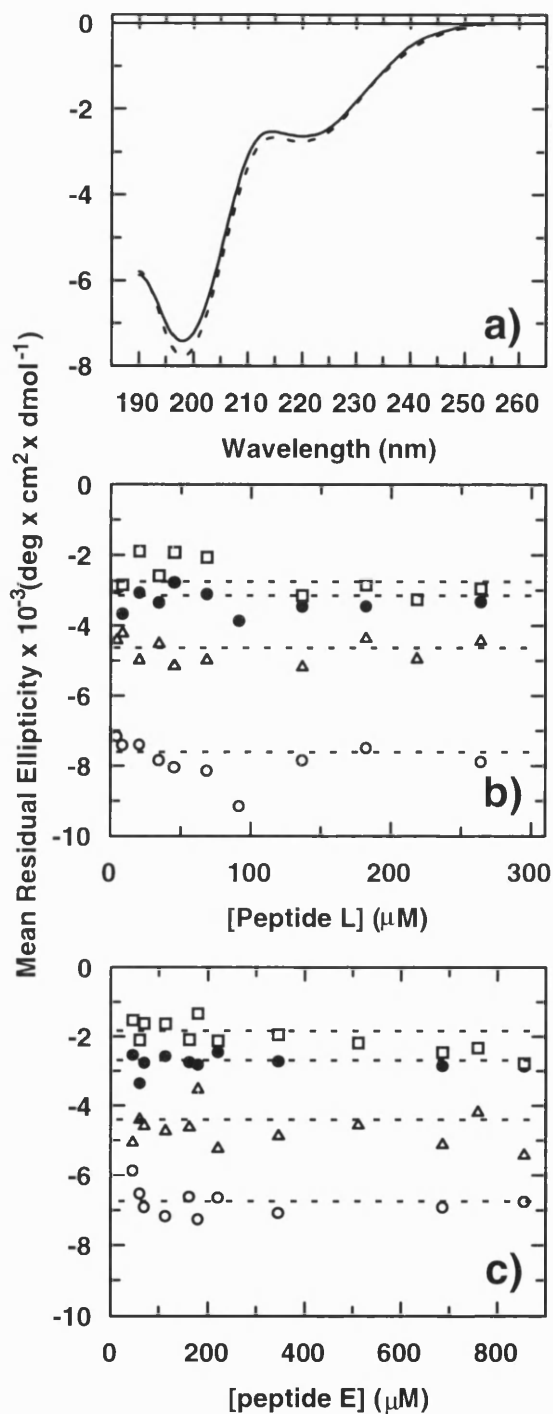 Mean Residual Ellipticity x 10⁻³(deg x cm² x dmol⁻¹)
0
-2
-4
-6
-8
a)
190 200 210 220 230 240 250 260
Wavelength (nm)
0
-2
-4
-6
-8
-10
b)
0 100 200 300
[Peptide L] (μM)
0
-2
-4
-6
-8
-10
c)
0 200 400 600 800
[peptide E] (μM)